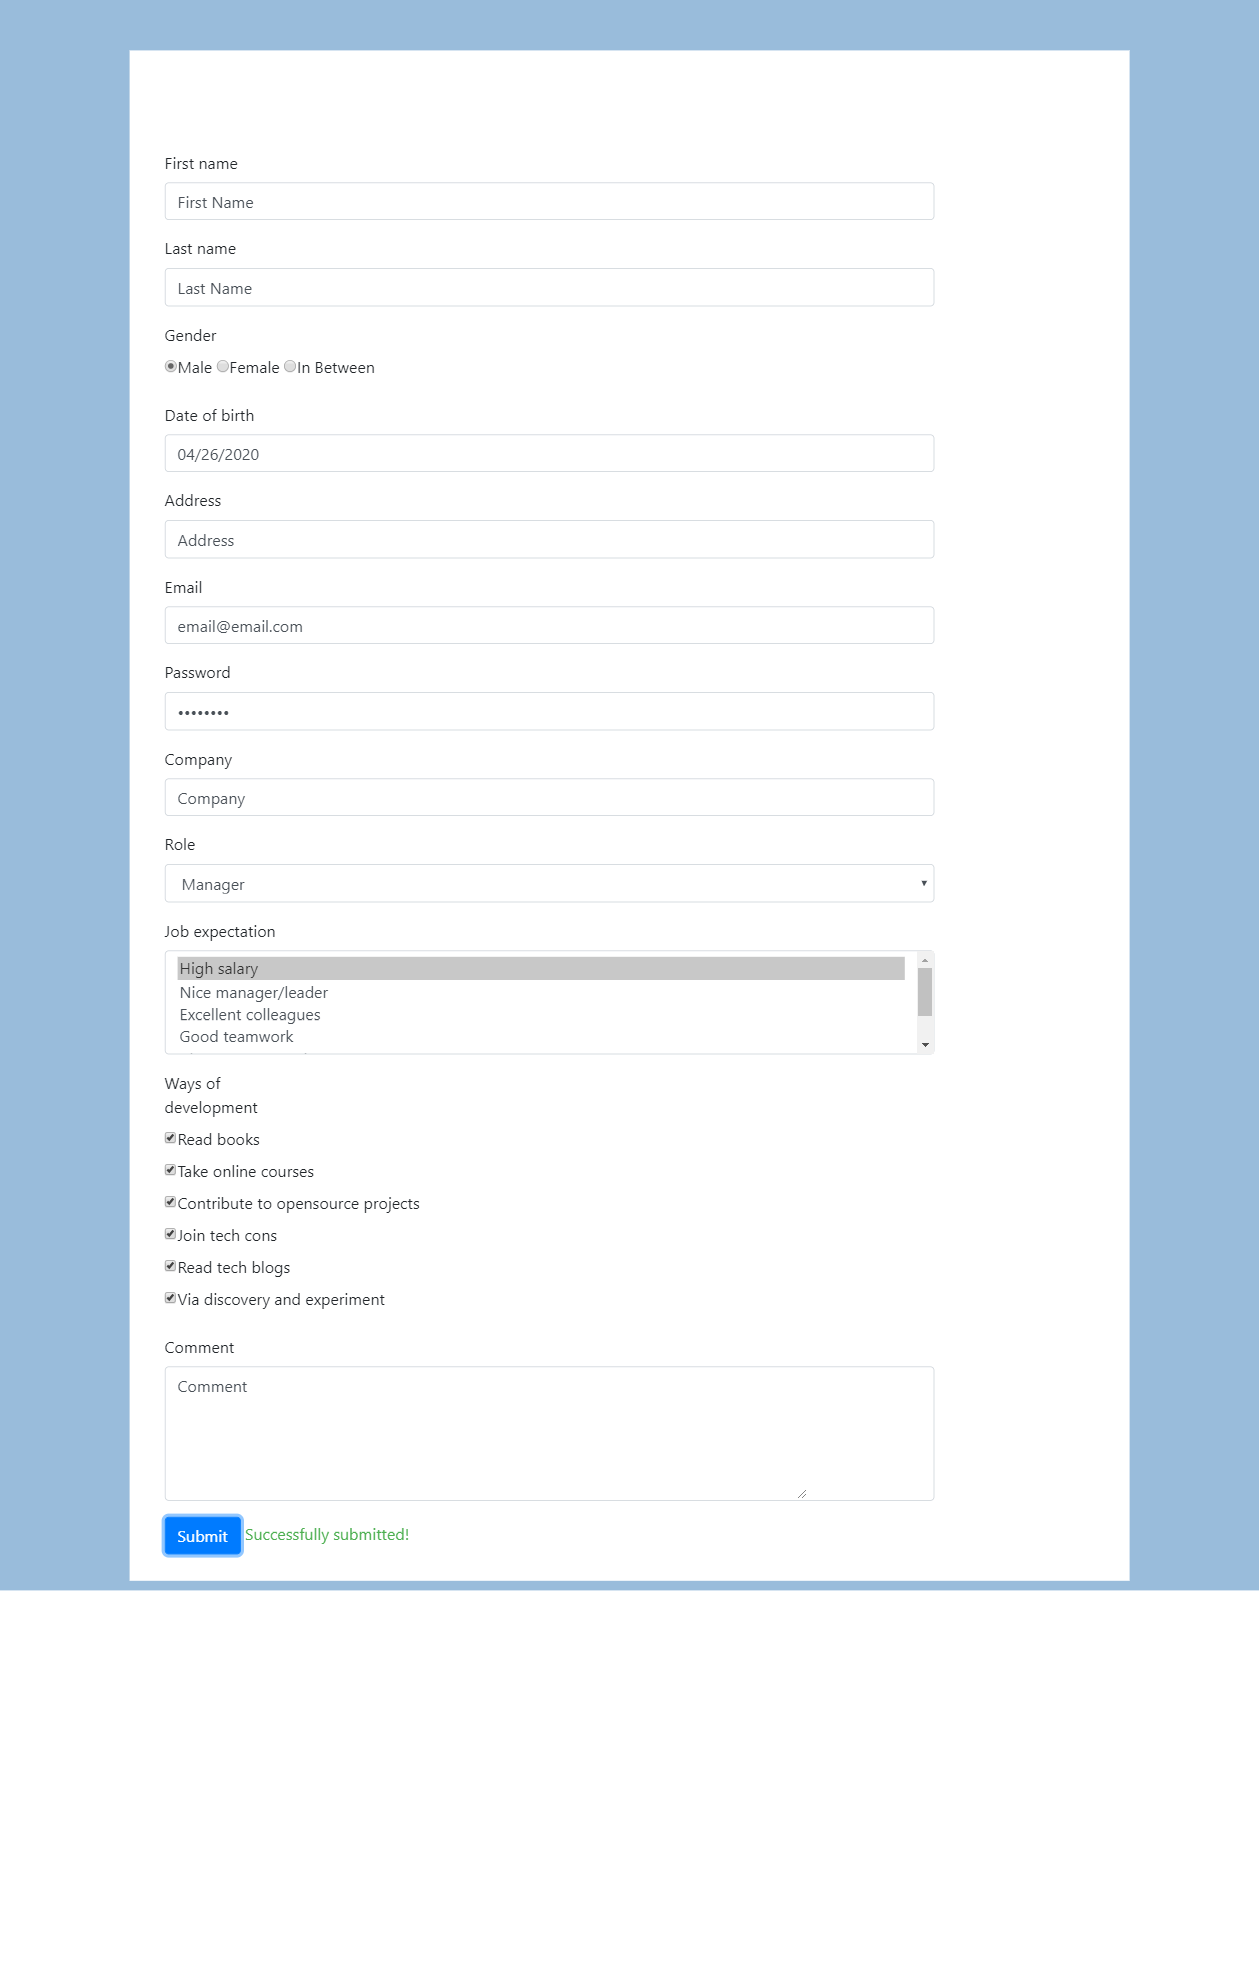 First name
First Name
Last name
Last Name
Gender
Male Female In Between
Date of birth
04/26/2020
Address
Address
Email
email@email.com
Password
••••••••
Company
Company
Role
Manager
Job expectation
High salary
Nice manager/leader
Excellent colleagues
Good teamwork
Ways of
development
Read books
Take online courses
Contribute to opensource projects
Join tech cons
Read tech blogs
Via discovery and experiment
Comment
Comment
Submit Successfully submitted!